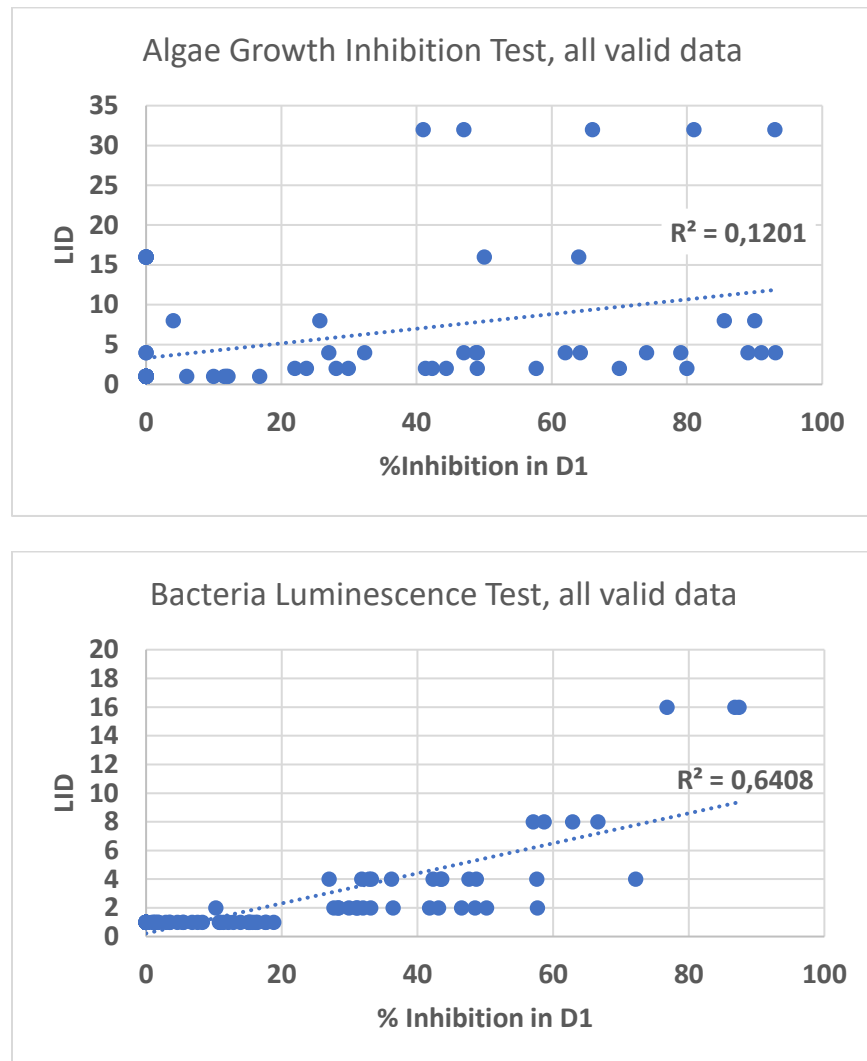 Algae Growth Inhibition Test, all valid data
35
30
25
20
15
10
5
0
LID
R² = 0,1201
0 20 40 60 80 100
%Inhibition in D1
Bacteria Luminescence Test, all valid data
20
18
16
14
12
10
8
6
4
2
0
LID
R² = 0,6408
0 20 40 60 80 100
% Inhibition in D1